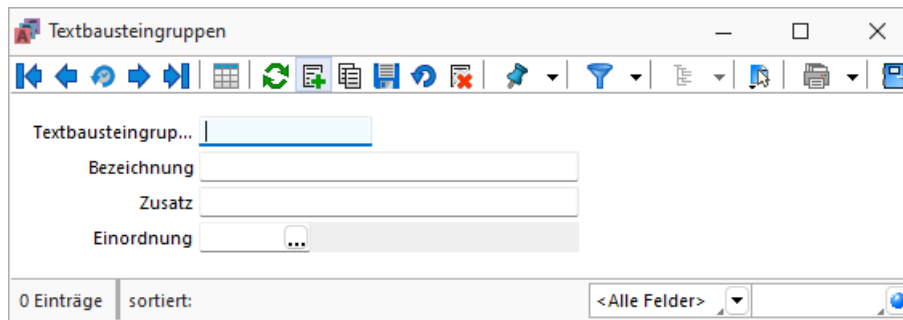 Textbausteingruppen
Textbausteingrup...
Bezeichnung
Zusatz
Einordnung ...
0 Einträge sortiert: <Alle Felder>